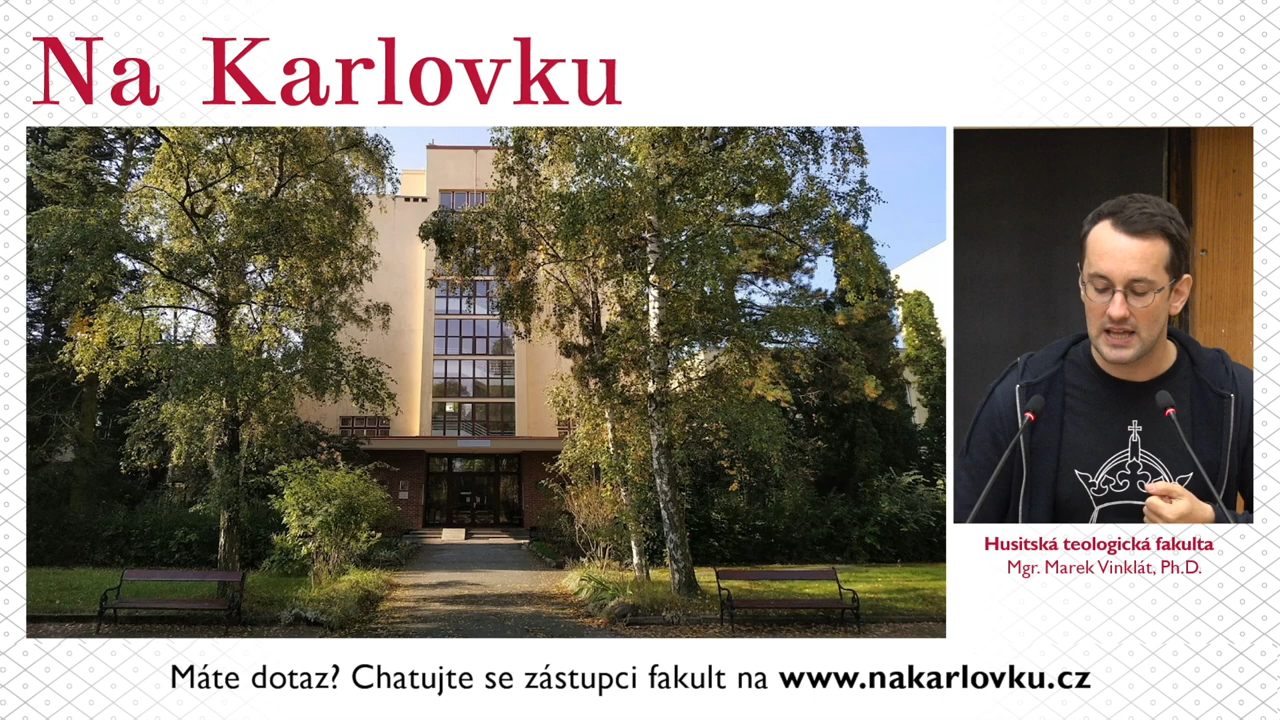 Na Karlovku
Husitská teologická fakulta
Mgr. Marek Vinklát, Ph.D.
Máte dotaz? Chatujte se zástupci fakult na www.nakarlovku.cz